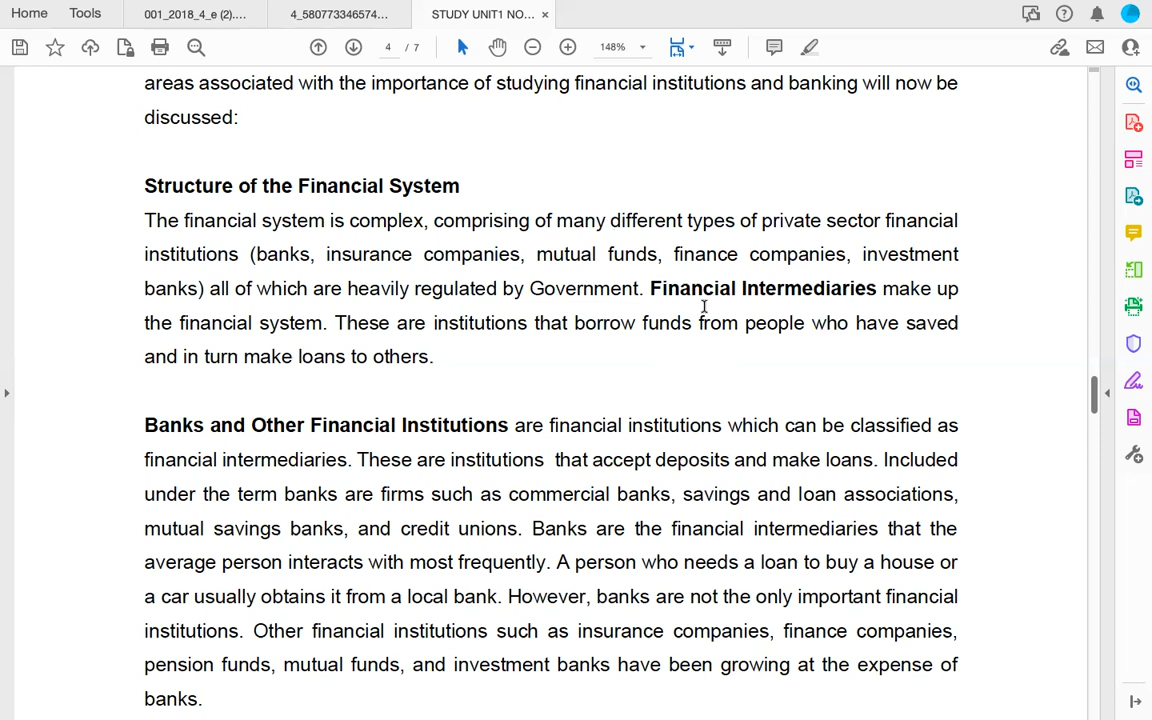 Home Tools 001_2018_4_e (2).... 4_580773346574... STUDY UNIT1 NO... ×
4 / 7 148%
areas associated with the importance of studying financial institutions and banking will now be
discussed:
Structure of the Financial System
The financial system is complex, comprising of many different types of private sector financial
institutions (banks, insurance companies, mutual funds, finance companies, investment
banks) all of which are heavily regulated by Government. Financial Intermediaries make up
the financial system. These are institutions that borrow funds from people who have saved
and in turn make loans to others.
Banks and Other Financial Institutions are financial institutions which can be classified as
financial intermediaries. These are institutions that accept deposits and make loans. Included
under the term banks are firms such as commercial banks, savings and loan associations,
mutual savings banks, and credit unions. Banks are the financial intermediaries that the
average person interacts with most frequently. A person who needs a loan to buy a house or
a car usually obtains it from a local bank. However, banks are not the only important financial
institutions. Other financial institutions such as insurance companies, finance companies,
pension funds, mutual funds, and investment banks have been growing at the expense of
banks.